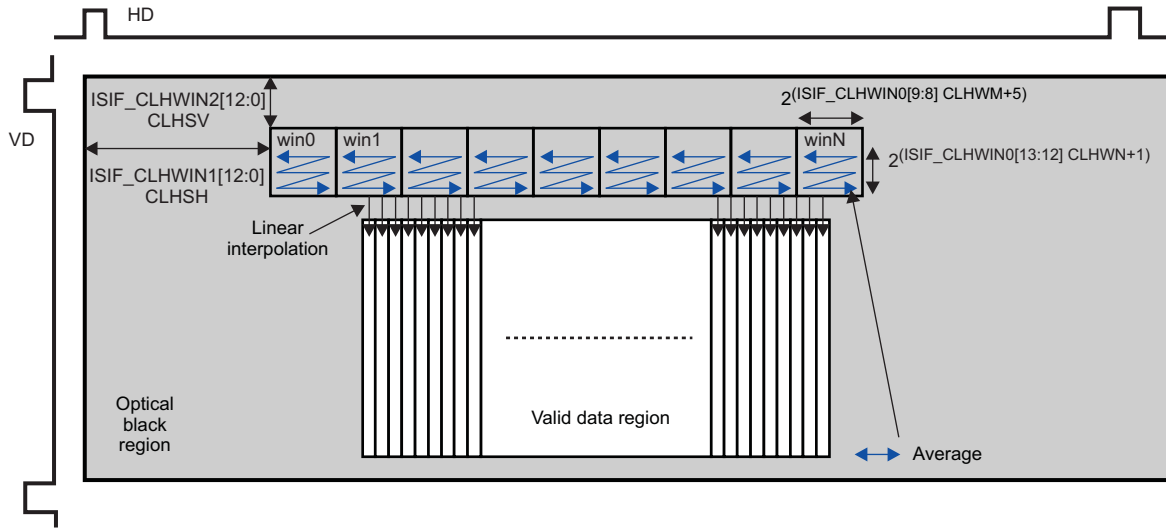 HD
VD
ISIF_CLHWIN2[12:0]
CLHSV
ISIF_CLHWIN1[12:0]
CLHSH
2(ISIF_CLHWIN0[9:8] CLHWM+5)
win0
win1
winN
2(ISIF_CLHWIN0[13:12] CLHWN+1)
Linear
interpolation
Optical
black
region
Valid data region
Average